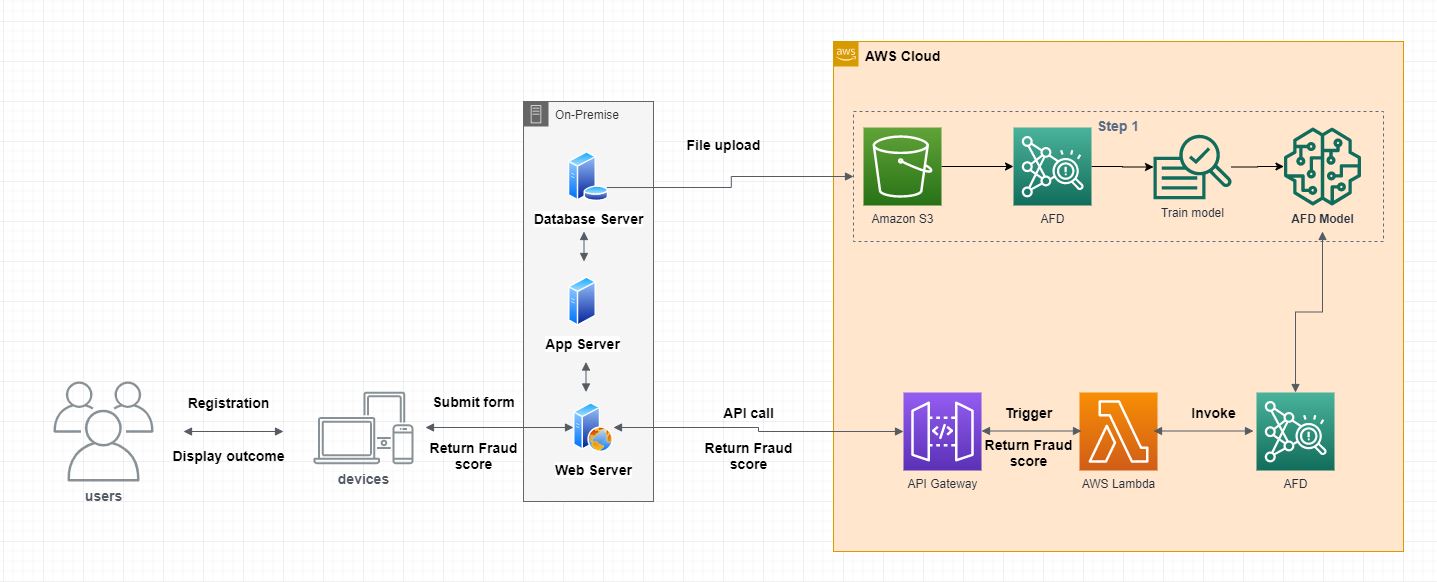 aws
AWS Cloud
On-Premise
File upload
Step 1
Database Server
Amazon S3
AFD
Train model
AFD Model
App Server
Registration
Display outcome
Submit form
Return Fraud
score
API call
Return Fraud
score
Trigger
Return Fraud
score
Invoke
users
devices
Web Server
API Gateway
AWS Lambda
AFD